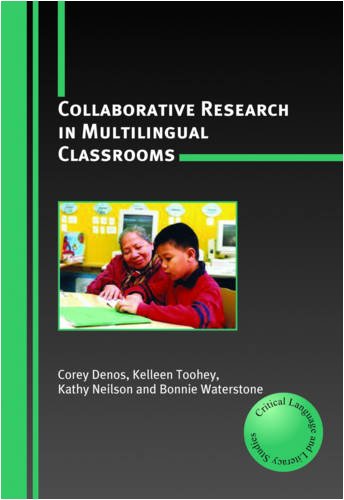 COLLABORATIVE RESEARCH
IN MULTILINGUAL
CLASSROOMS
Corey Denos, Kelleen Toohey,
Kathy Neilson and Bonnie Waterstone
Critical Language and Literacy Studies